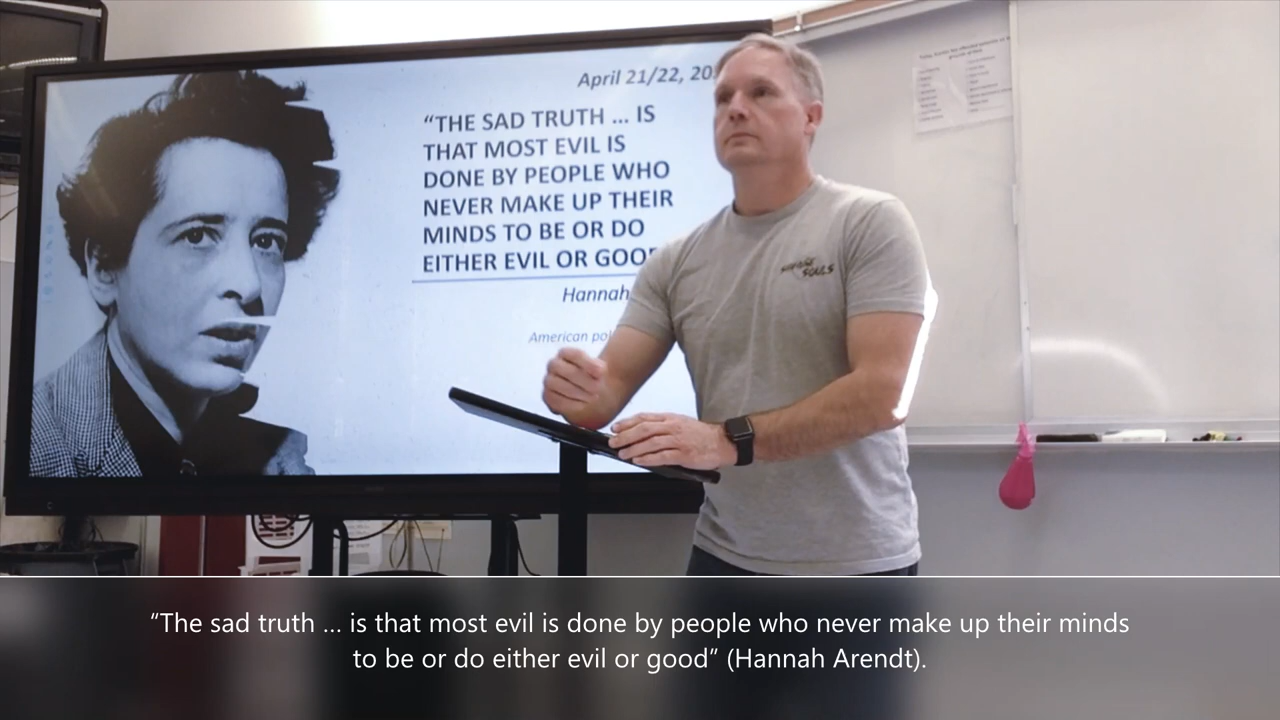 April 21/22, 20
“THE SAD TRUTH ... IS
THAT MOST EVIL IS
DONE BY PEOPLE WHO
NEVER MAKE UP THEIR
MINDS TO BE OR DO
EITHER EVIL OR GOOD
Hannah
American
“The sad truth ... is that most evil is done by people who never make up their minds
to be or do either evil or good” (Hannah Arendt).